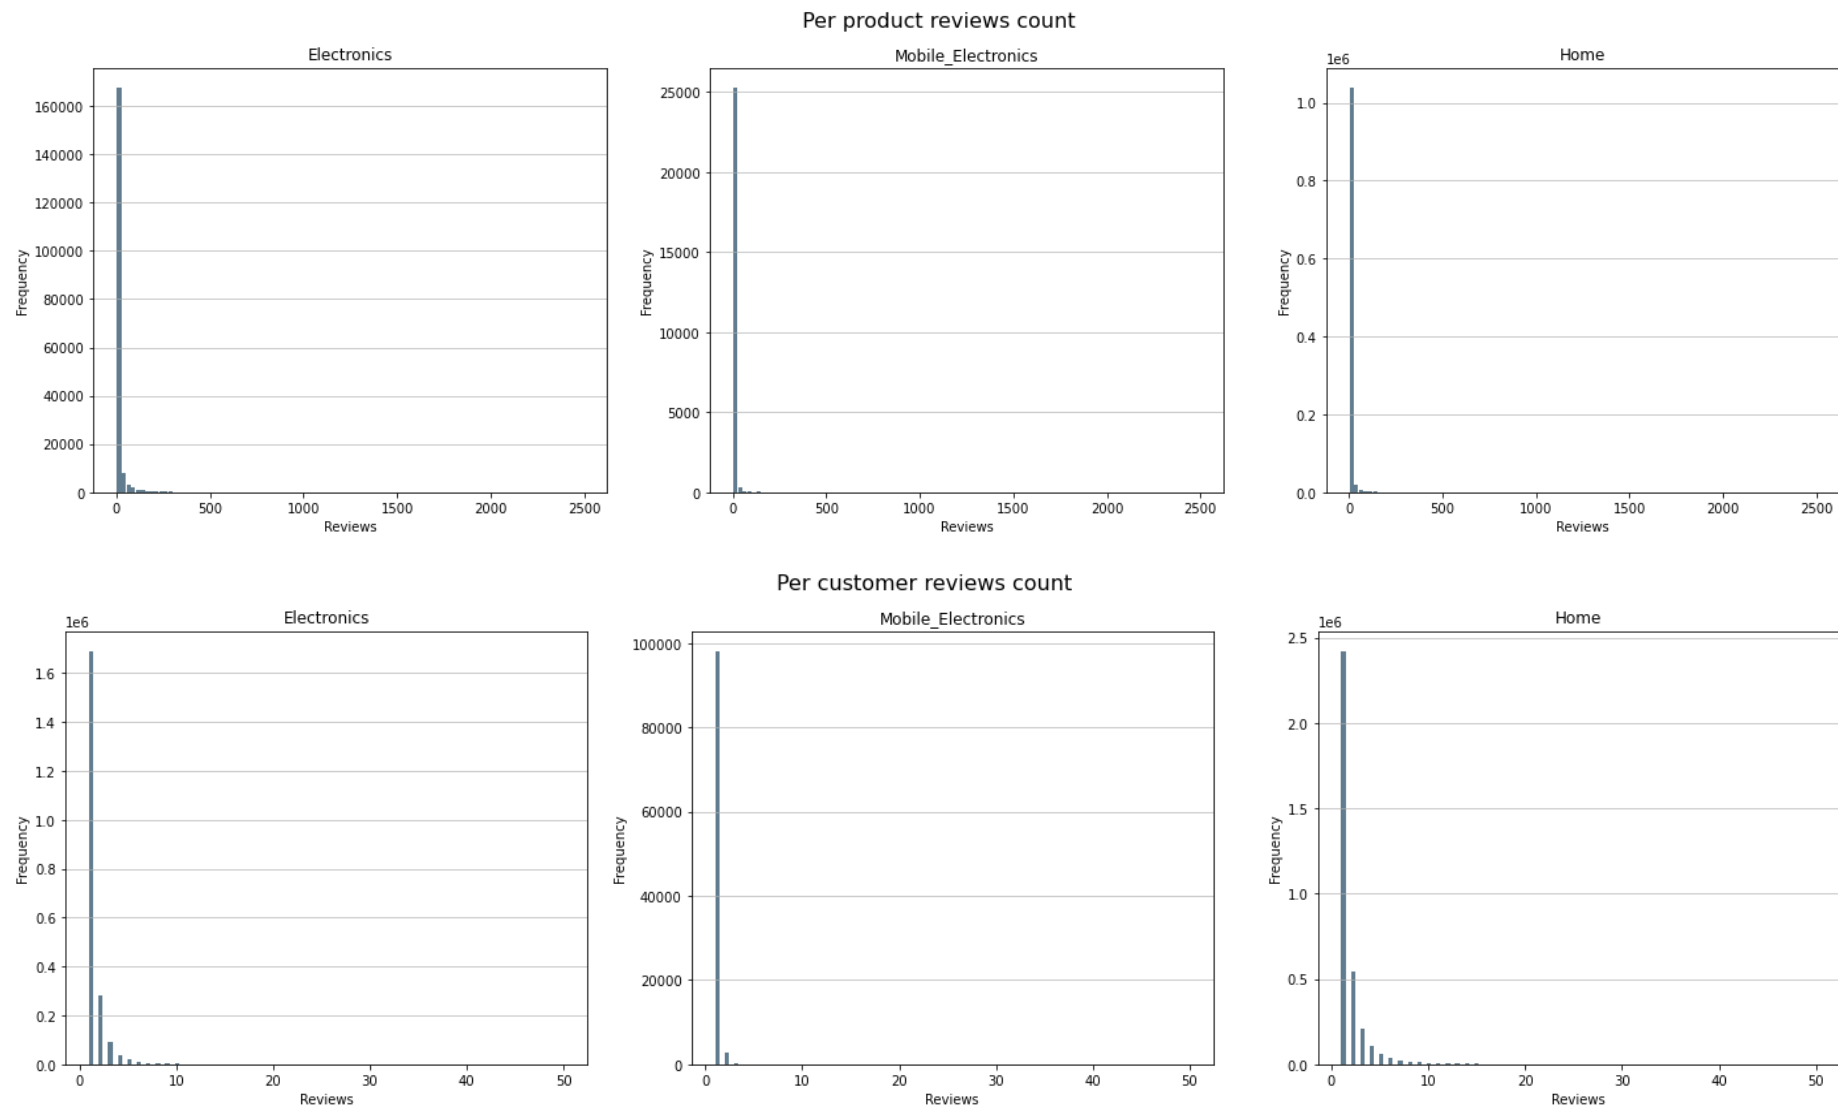 Per product reviews count
Electronics
160000
140000
120000
100000
80000
60000
40000
20000
0
Frequency
0 500 1000 1500 2000 2500
Reviews
Mobile_Electronics
25000
20000
15000
10000
5000
0
Frequency
0 500 1000 1500 2000 2500
Reviews
Home
1e6
1.0
0.8
0.6
0.4
0.2
0.0
Frequency
0 500 1000 1500 2000 2500
Reviews
Per customer reviews count
Electronics
1e6
1.6
1.4
1.2
1.0
0.8
0.6
0.4
0.2
0.0
Frequency
0 10 20 30 40 50
Reviews
Mobile_Electronics
100000
80000
60000
40000
20000
0
Frequency
0 10 20 30 40 50
Reviews
Home
1e6
2.5
2.0
1.5
1.0
0.5
0.0
Frequency
0 10 20 30 40 50
Reviews